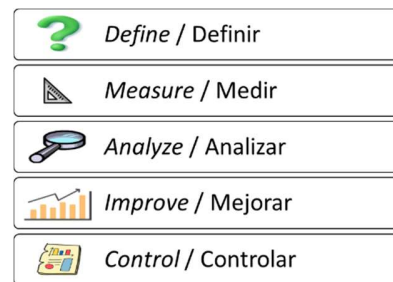 Define / Definir
Measure / Medir
Analyze / Analizar
Improve / Mejorar
Control / Controlar